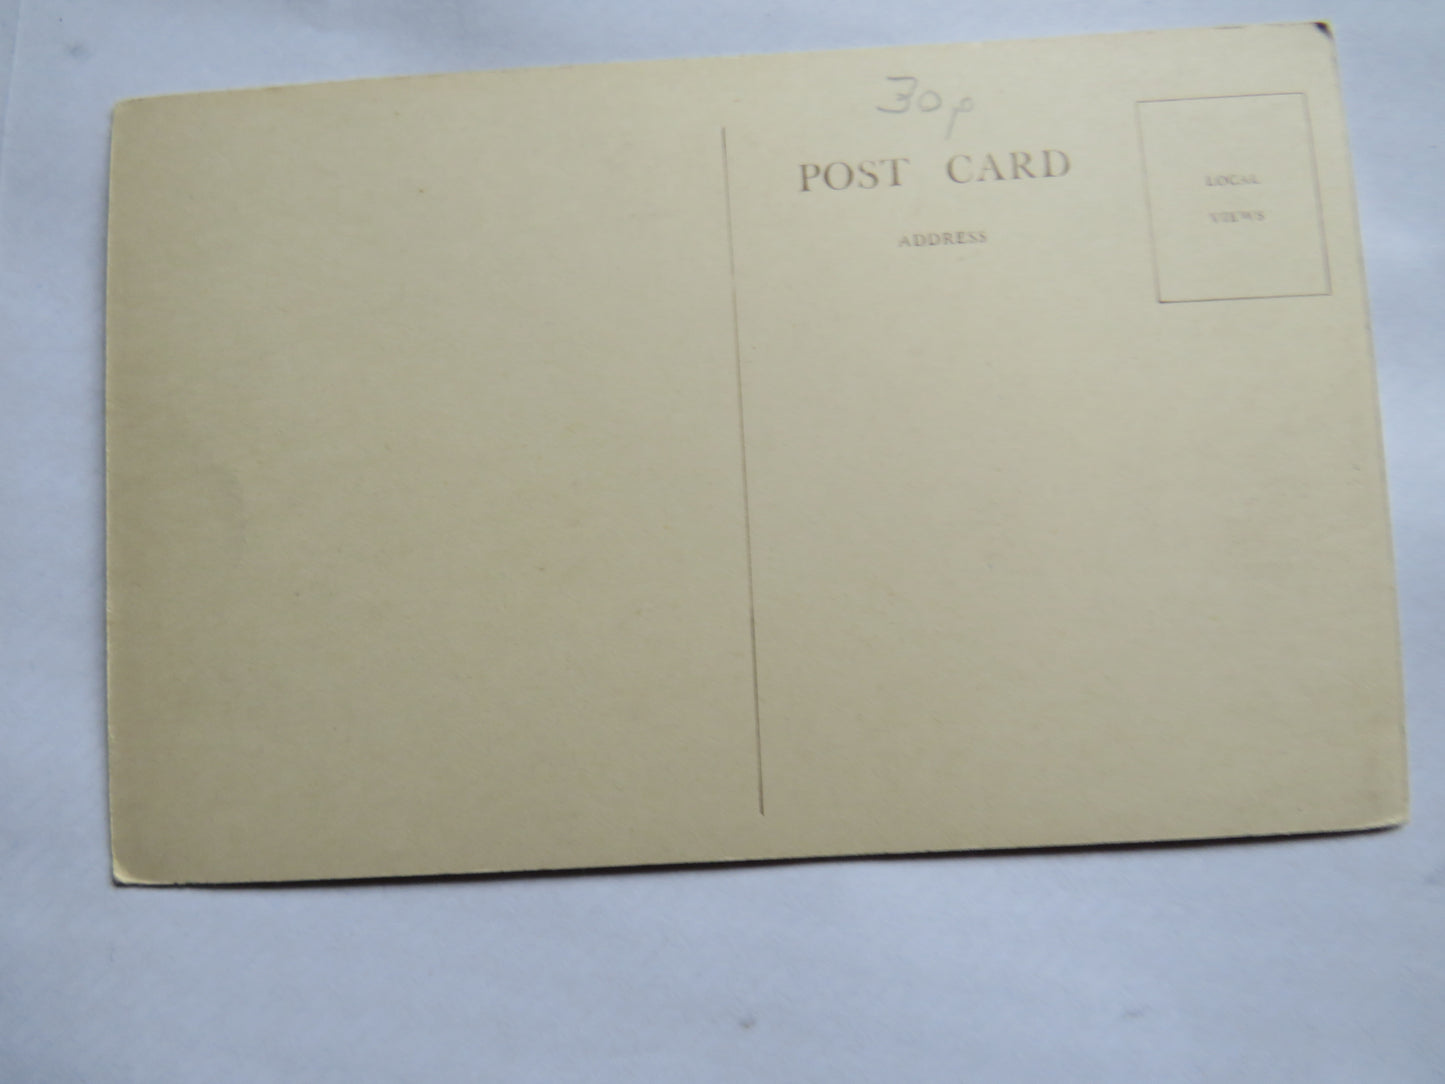 30p
POST CARD
ADDRESS
LOCAL
VIEWS